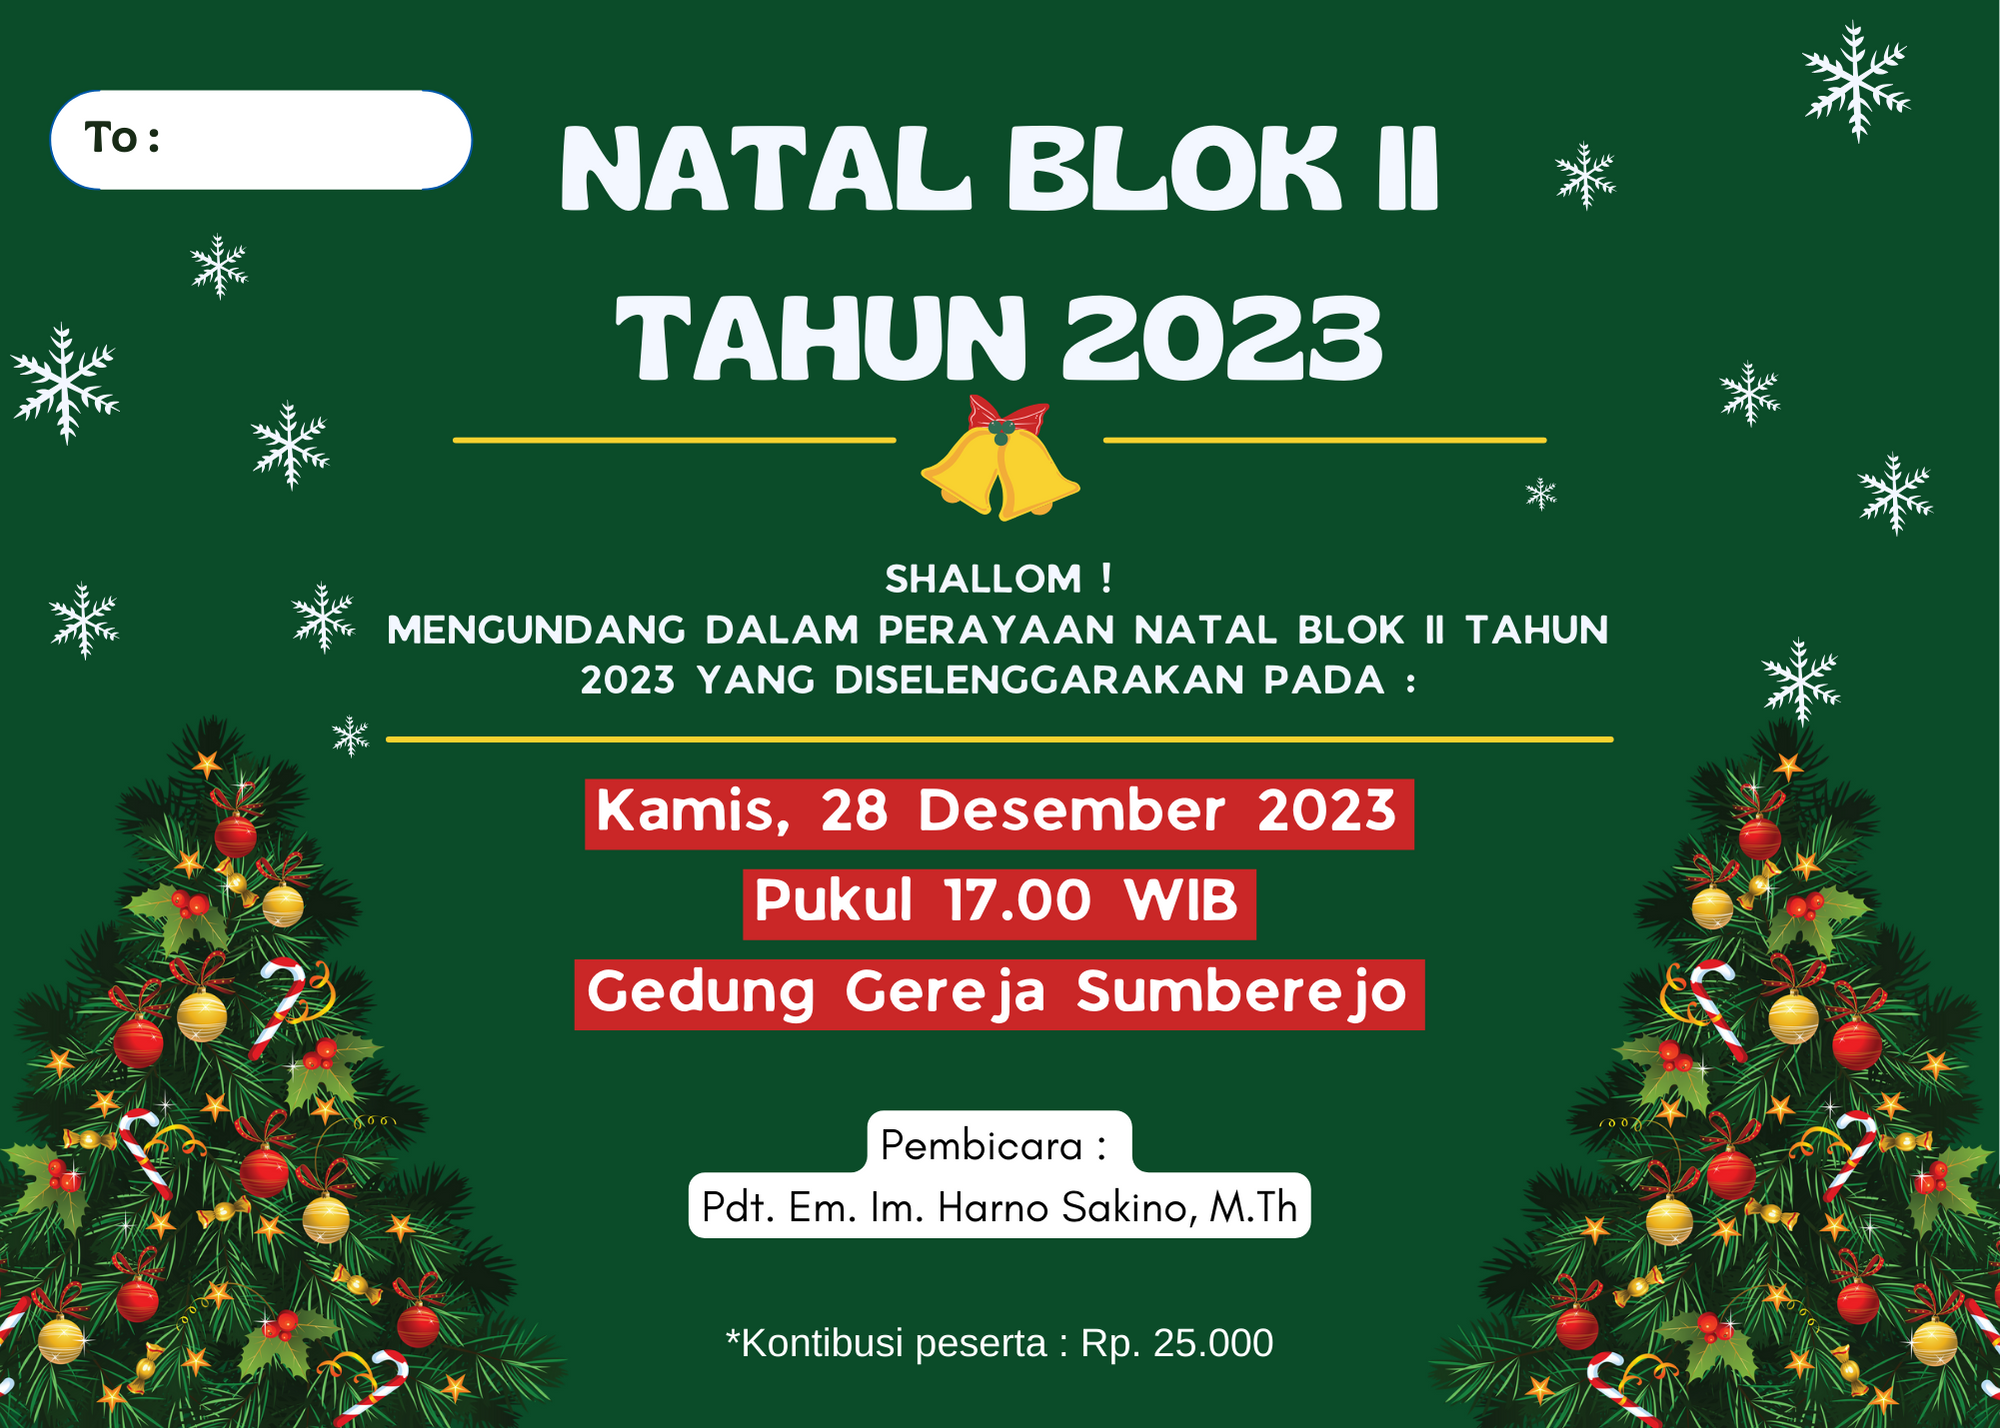 To :
NATAL BLOK II
TAHUN 2023
SHALLOM !
MENGUNDANG DALAM PERAYAAN NATAL BLOK II TAHUN
2023 YANG DISELENGGARAKAN PADA :
Kamis, 28 Desember 2023
Pukul 17.00 WIB
Gedung Gereja Sumberejo
Pembicara :
Pdt. Em. Im. Harno Sakino, M.Th
*Kontibusi peserta : Rp. 25.000